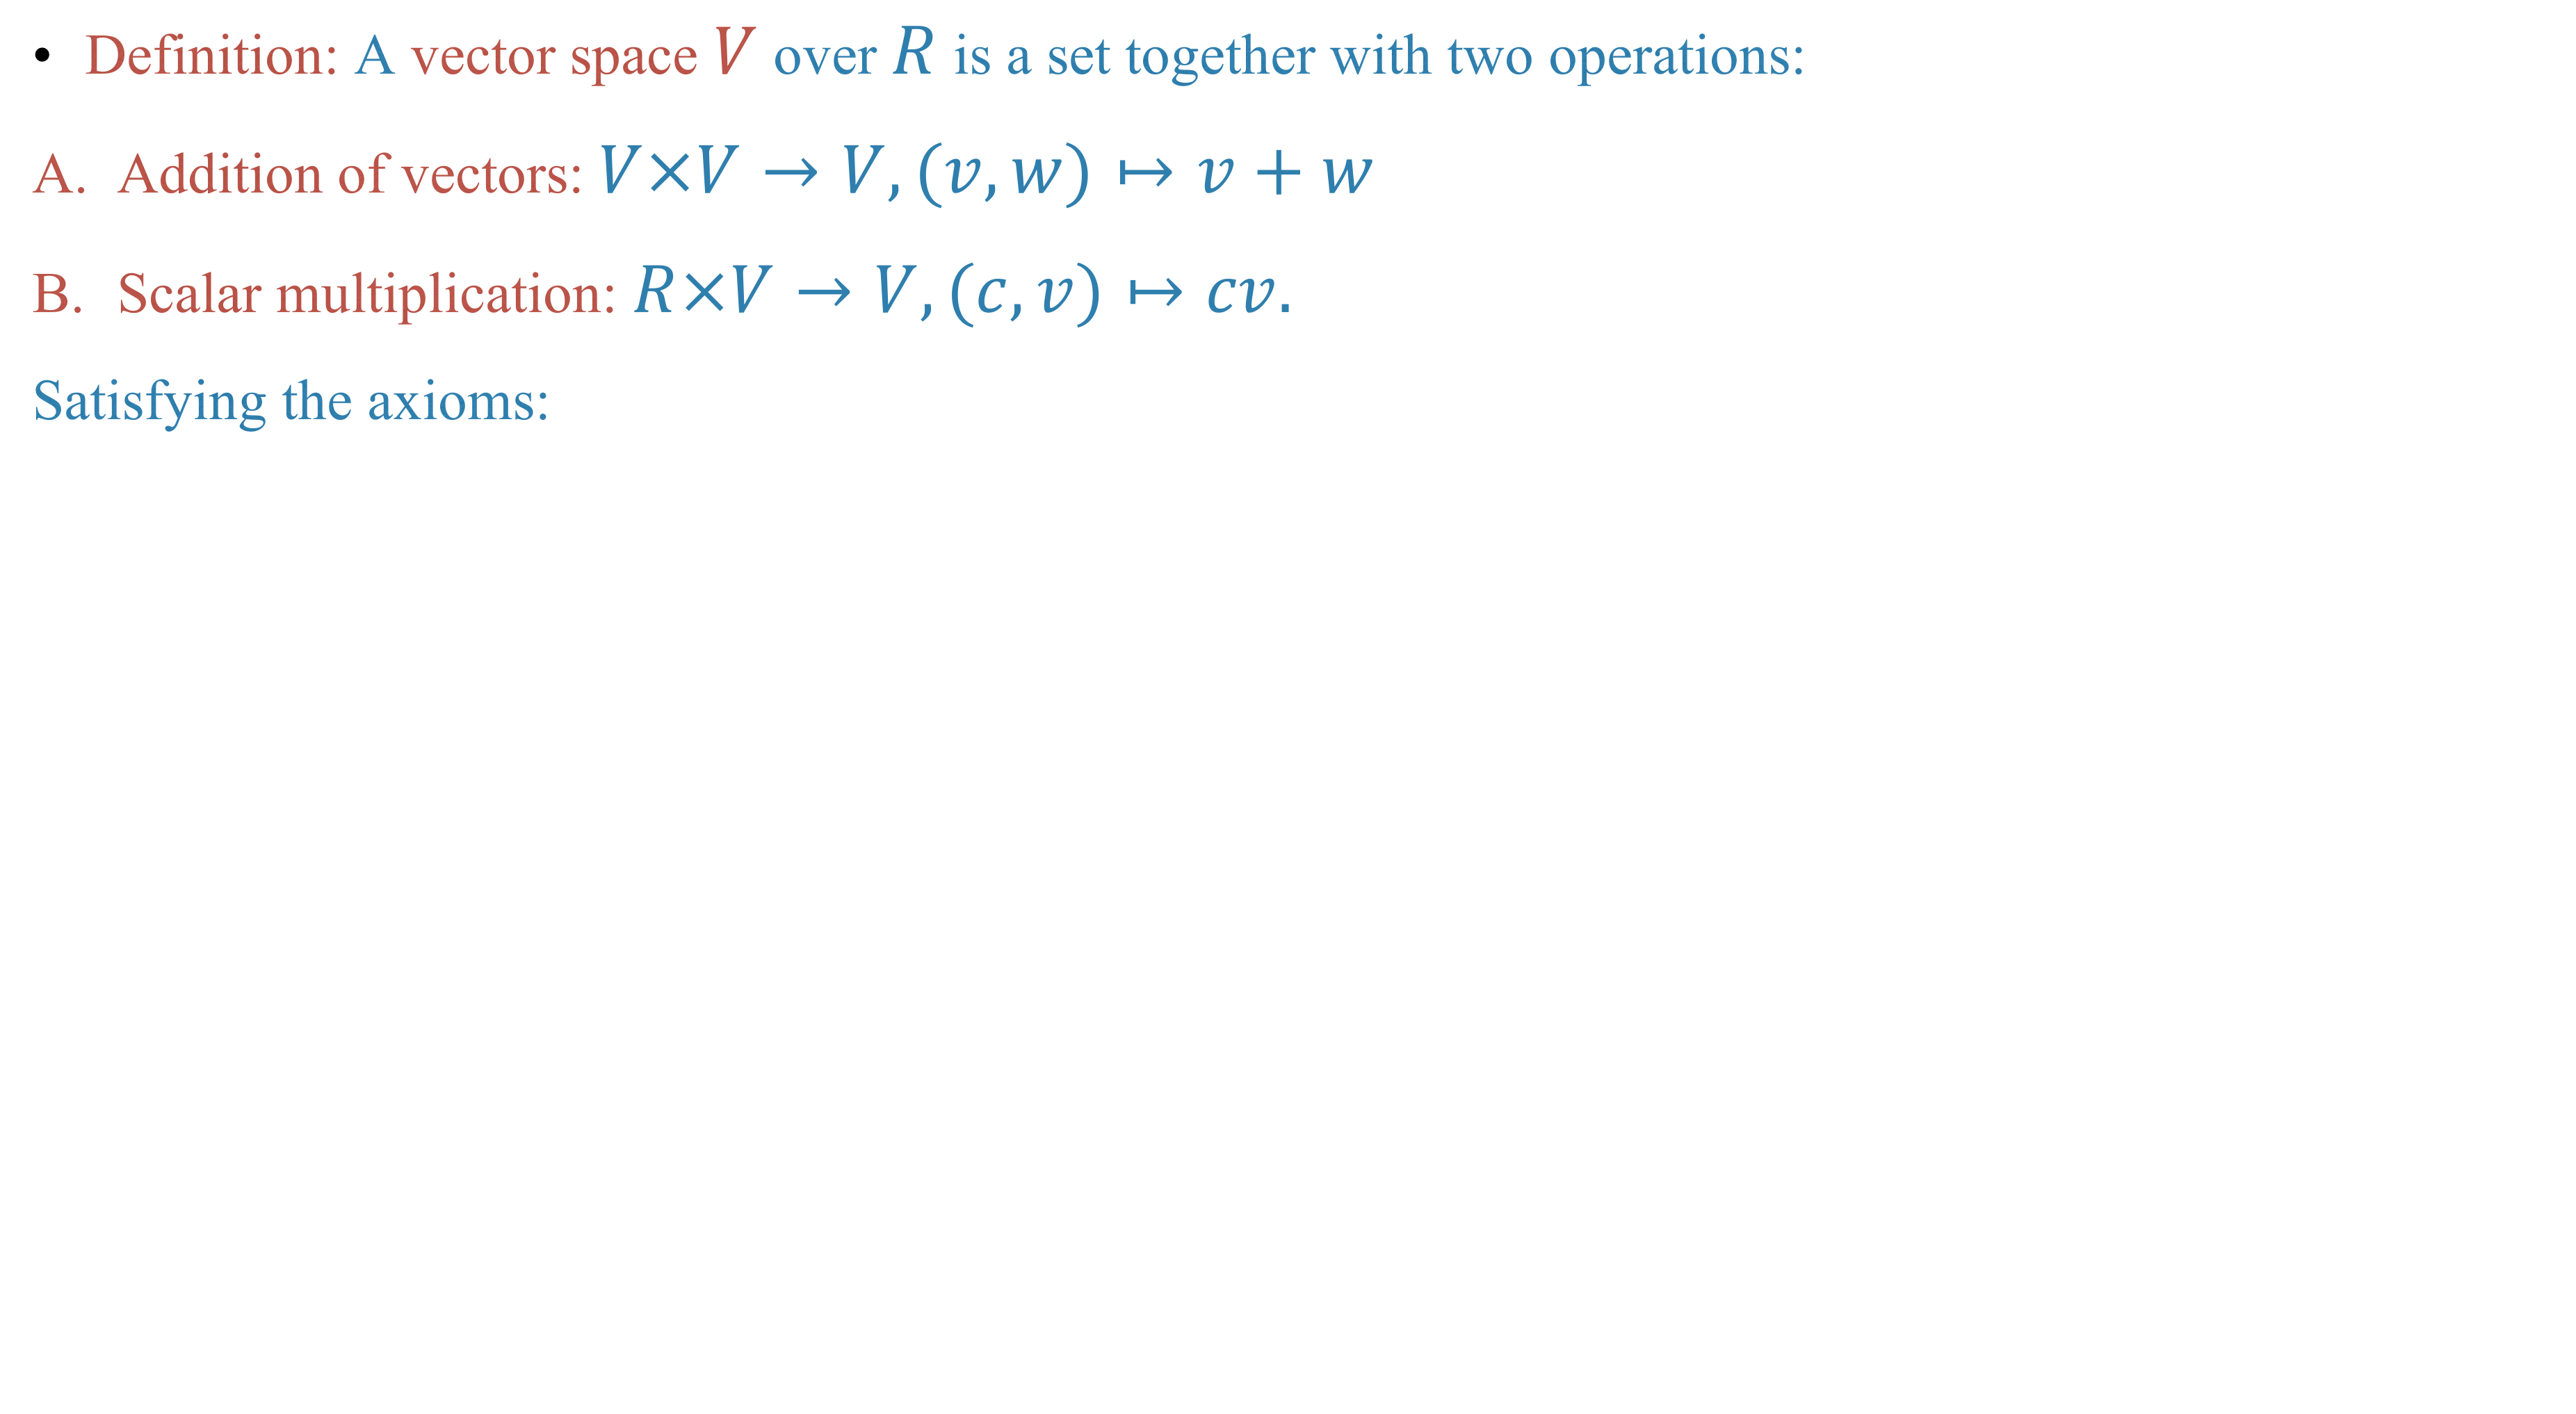 • Definition: A vector space 𝑉 over 𝑅 is a set together with two operations:
A. Addition of vectors: 𝑉×𝑉 → 𝑉, (𝑣, 𝑤) ↦ 𝑣 + 𝑤
B. Scalar multiplication: 𝑅×𝑉 → 𝑉, (𝑐, 𝑣) ↦ 𝑐𝑣.
Satisfying the axioms: